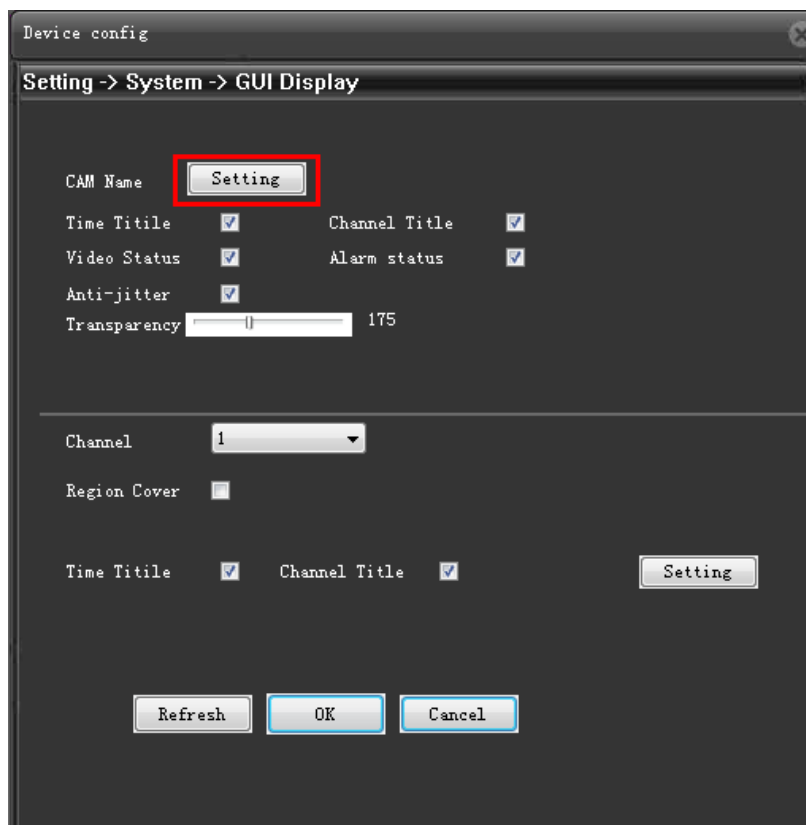 Device config
Setting -> System -> GUI Display
CAM Name Setting
Time Titile Channel Title
Video Status Alarm status
Anti-jitter
Transparency 175
Channel 1
Region Cover
Time Titile Channel Title Setting
Refresh OK Cancel